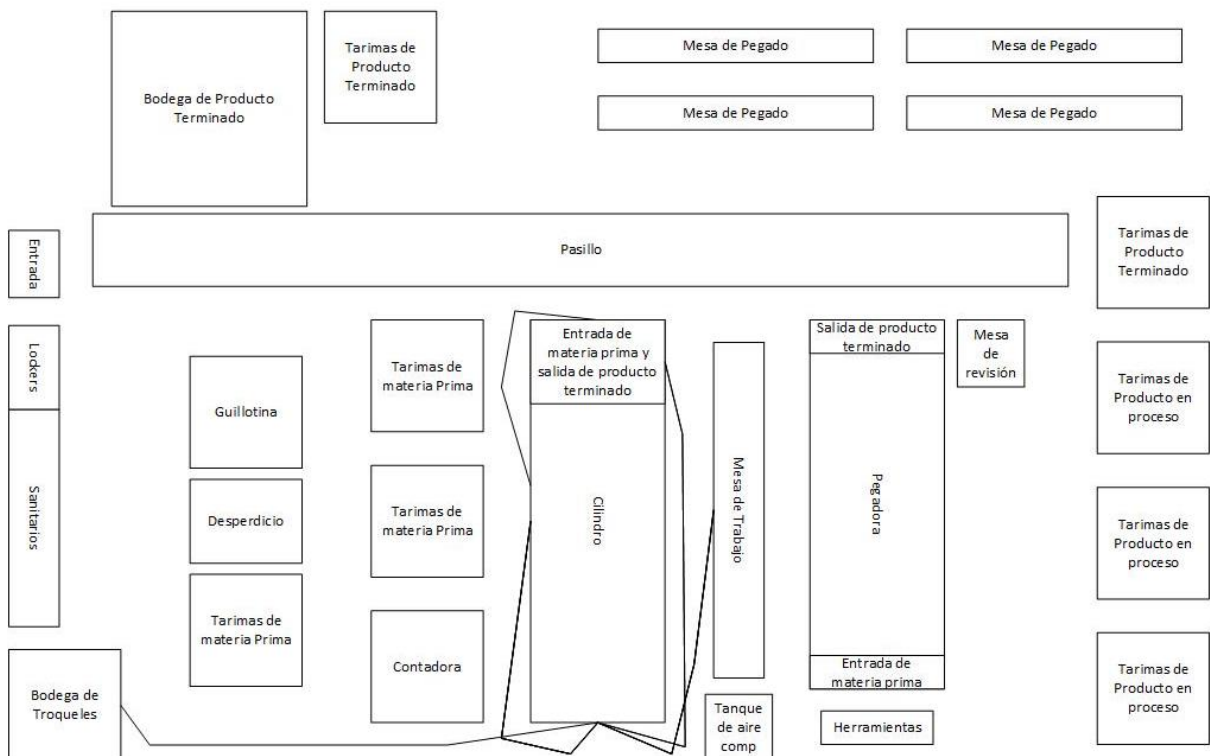 Bodega de Producto
Terminado
Tarimas de
Producto
Terminado
Mesa de Pegado
Mesa de Pegado
Mesa de Pegado
Mesa de Pegado
Entrada
Pasillo
Tarimas de
Producto
Terminado
Lockers
Sanitarios
Guillotina
Desperdicio
Tarimas de
materia Prima
Bodega de
Troqueles
Tarimas de
materia Prima
Tarimas de
materia Prima
Contadora
Entrada de
materia prima y
salida de producto
terminado
Cilindro
Mesa de Trabajo
Tanque
de aire
comp
Salida de producto
terminado
Pegadora
Entrada de
materia prima
Herramientas
Mesa
de
revisión
Tarimas de
Producto en
proceso
Tarimas de
Producto en
proceso
Tarimas de
Producto en
proceso